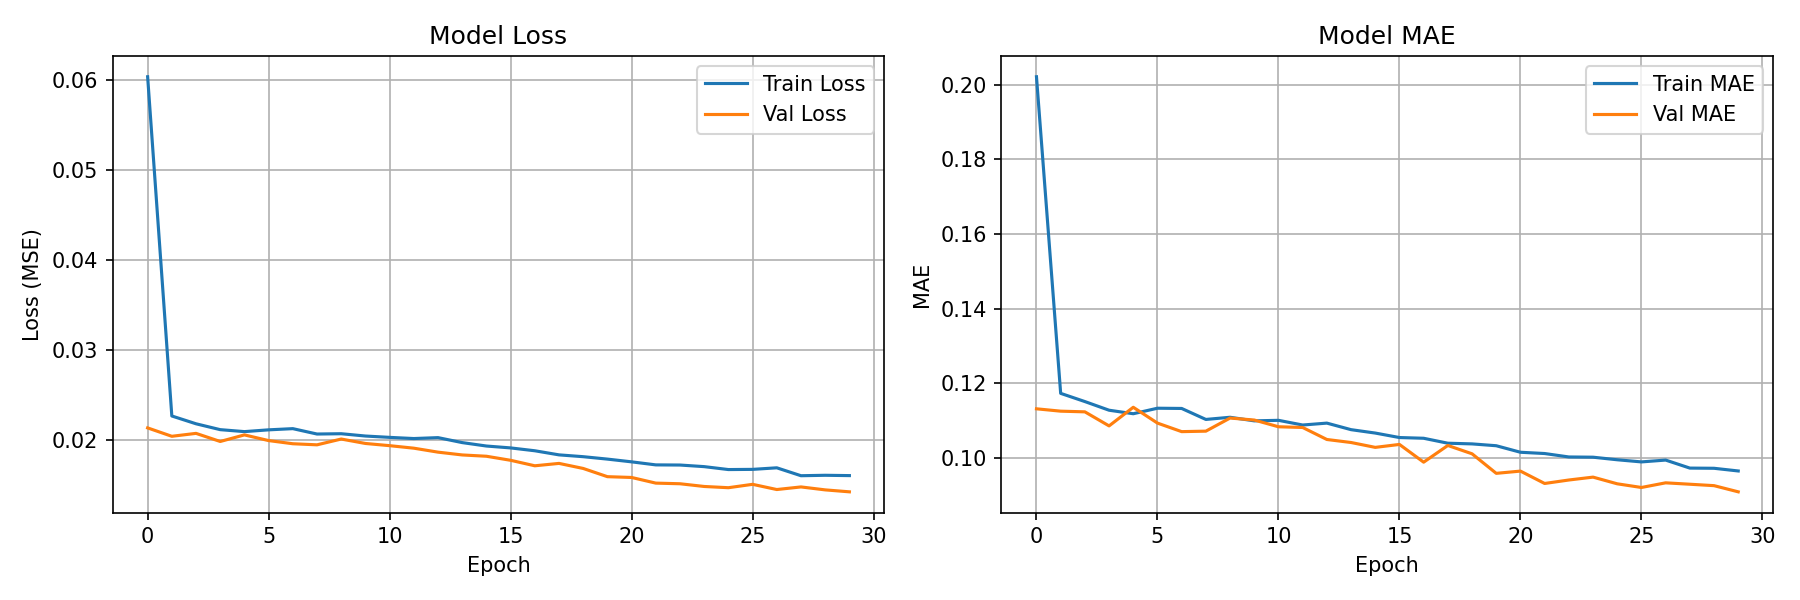 Model Loss
0.06
0.05
0.04
0.03
0.02
Loss (MSE)
Train Loss
Val Loss
0
5
10
15
20
25
30
Epoch
Model MAE
0.20
0.18
0.16
0.14
0.12
0.10
MAE
Train MAE
Val MAE
0
5
10
15
20
25
30
Epoch